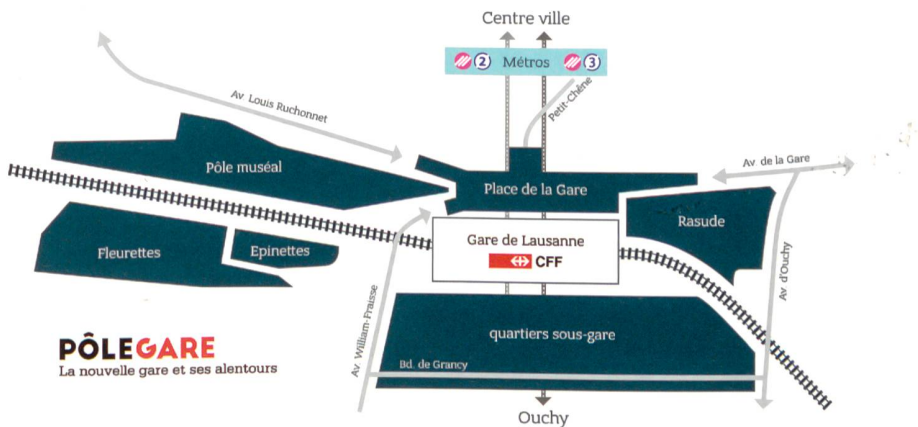 Centre ville
2 Métros 3
Petit-Chêne
Av Louis Ruchonnet
Av de la Gare
Pôle muséal
Place de la Gare
Rasude
Fleurettes
Epinettes
Gare de Lausanne
CFF
Av d'Ouchy
Av William-Fraisse
quartiers sous-gare
Bd. de Grancy
PÔLEGARE
La nouvelle gare et ses alentours
Ouchy